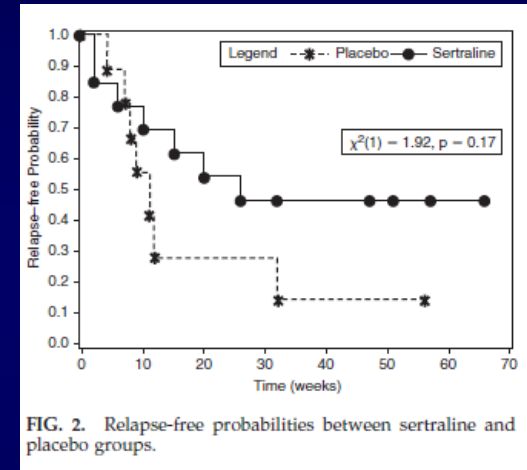 Legend Placebo Sertraline
χ²(1) – 1.92, p – 0.17
Relapse–free Probability
1.0
0.9
0.8
0.7
0.6
0.5
0.4
0.3
0.2
0.1
0.0
0 10 20 30 40 50 60 70
Time (weeks)
FIG. 2. Relapse-free probabilities between sertraline and
placebo groups.